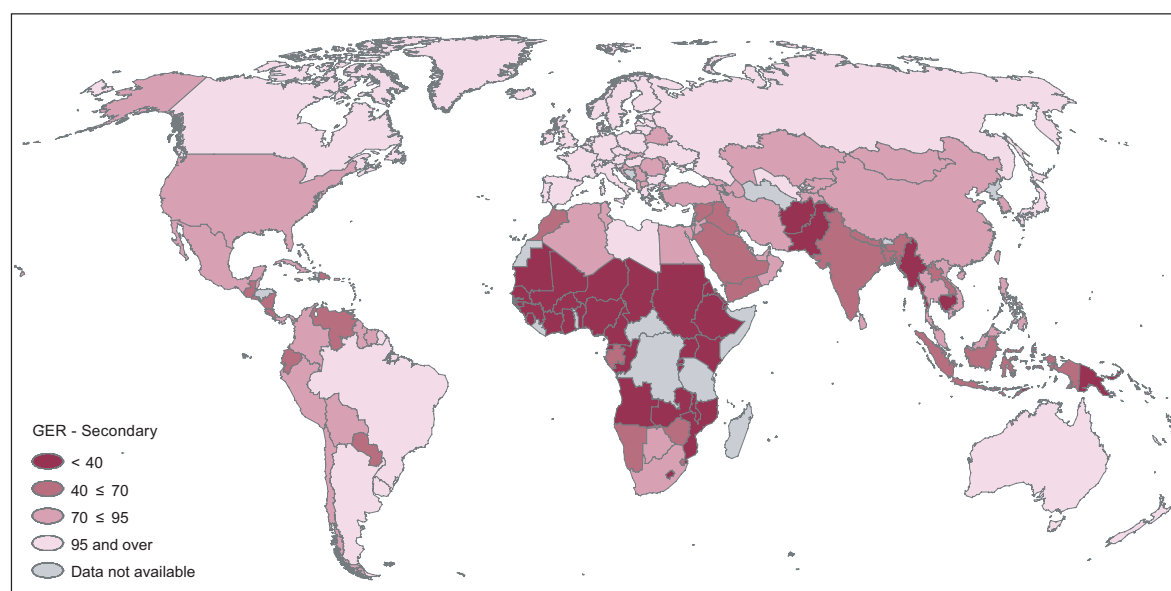 GER - Secondary
< 40
40 ≤ 70
70 ≤ 95
95 and over
Data not available